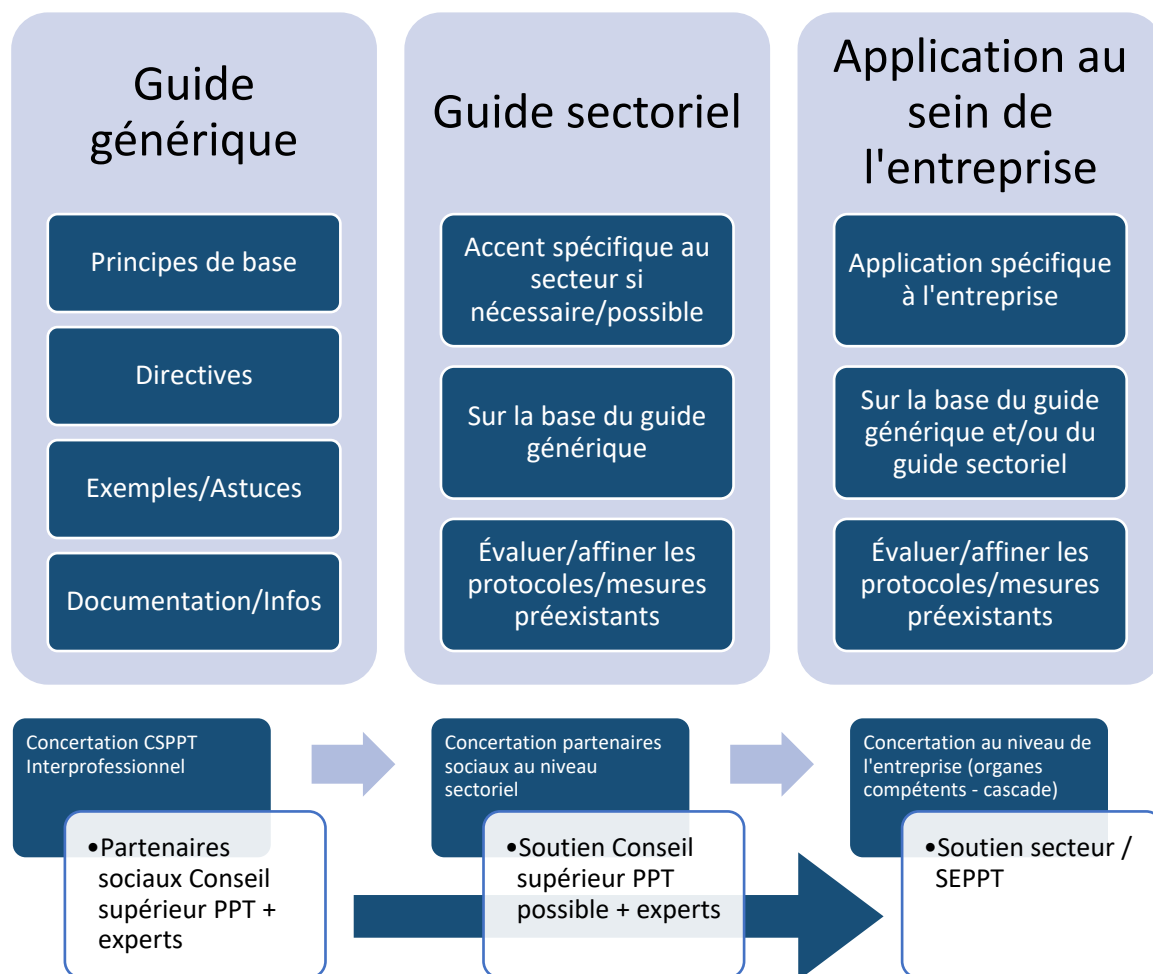 Guide
générique
Principes de base
Directives
Exemples/Astuces
Documentation/Infos
Guide sectoriel
Accent spécifique au
secteur si
nécessaire/possible
Sur la base du guide
générique
Évaluer/affiner les
protocoles/mesures
préexistants
Application au
sein de
l'entreprise
Application spécifique
à l'entreprise
Sur la base du guide
générique et/ou du
guide sectoriel
Évaluer/affiner les
protocoles/mesures
préexistants
Concertation CSPPT
Interprofessionnel
•Partenaires
sociaux Conseil
supérieur PPT +
experts
Concertation partenaires
sociaux au niveau
sectoriel
•Soutien Conseil
supérieur PPT
possible + experts
Concertation au niveau de
l'entreprise (organes
compétents - cascade)
•Soutien secteur /
SEPPT